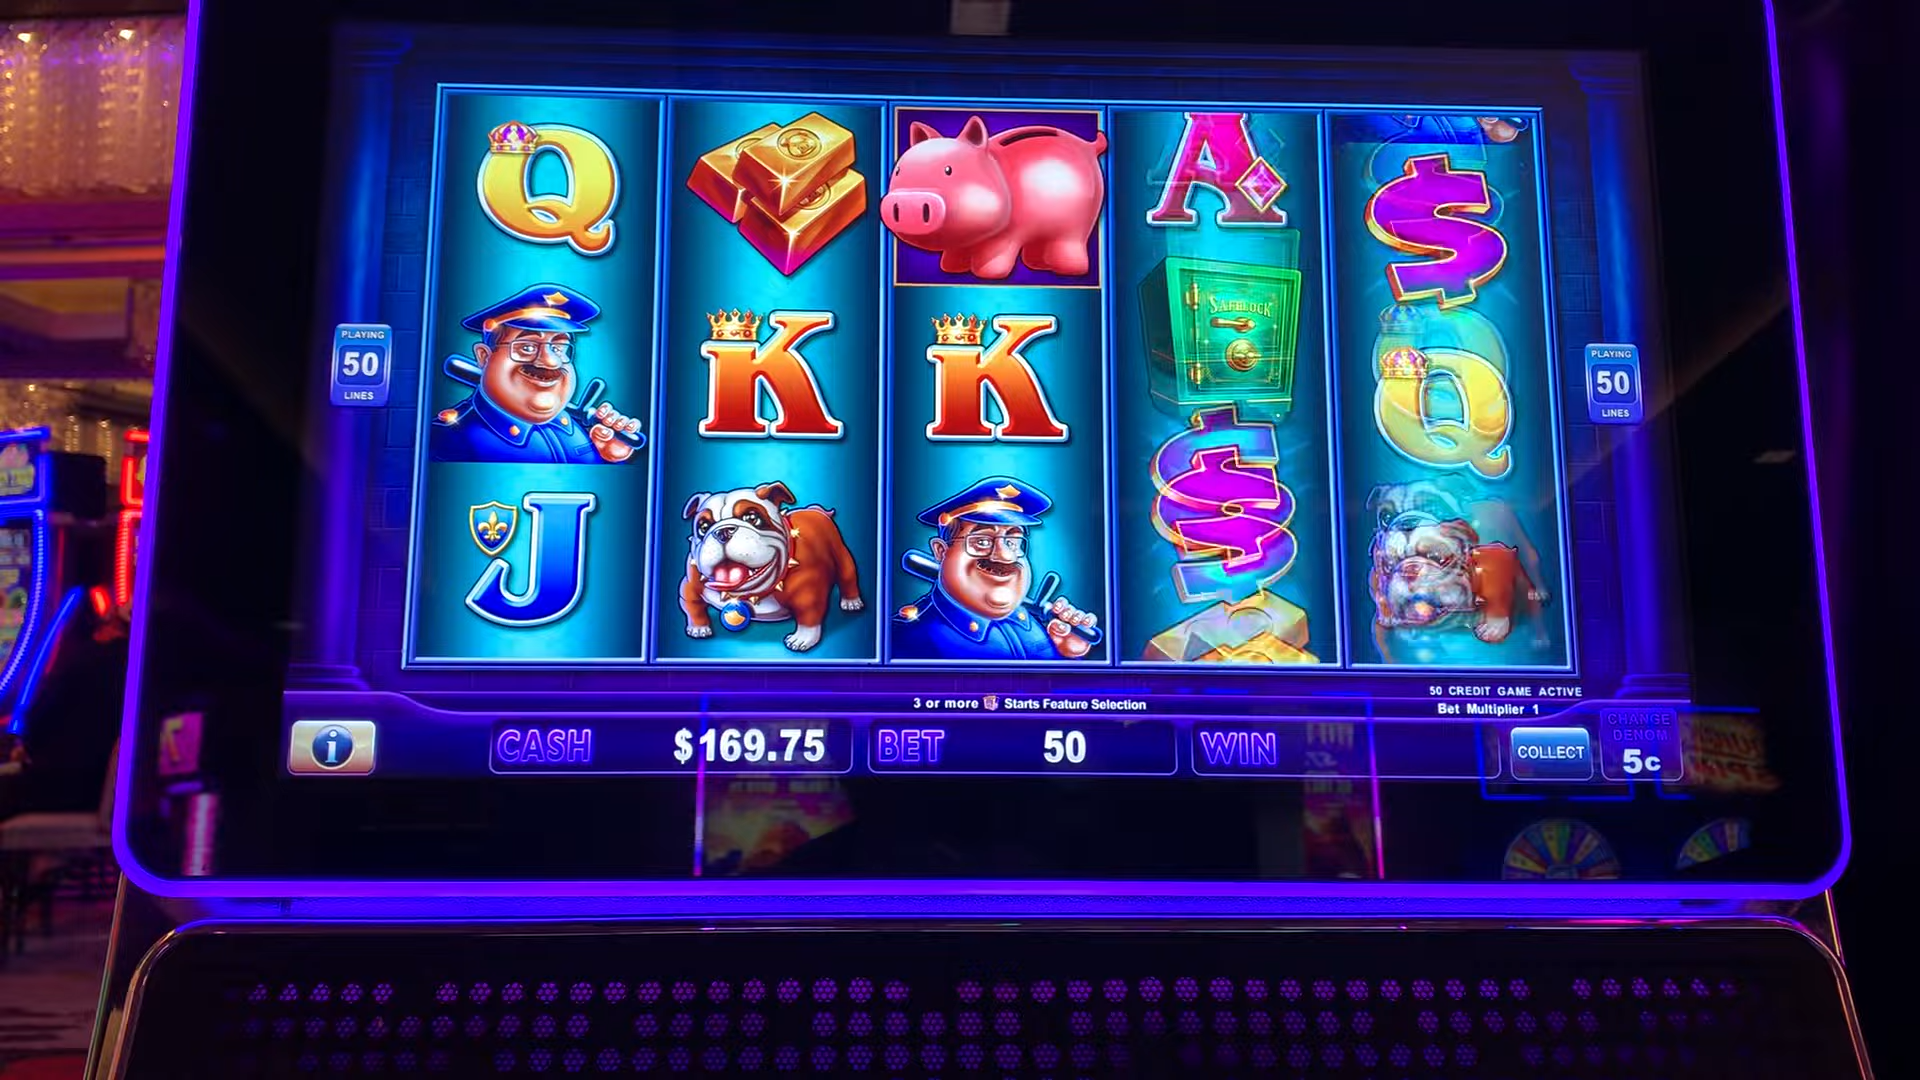 Q
A
PLAYING
50
LINES
SAFELOCK
$
K
K
Q
PLAYING
50
LINES
$
J
50 CREDIT GAME ACTIVE
3 or more Starts Feature Selection
Bet Multiplier 1
i
CASH $169.75
BET 50
WIN
COLLECT
CHANGE
DENOM
5c